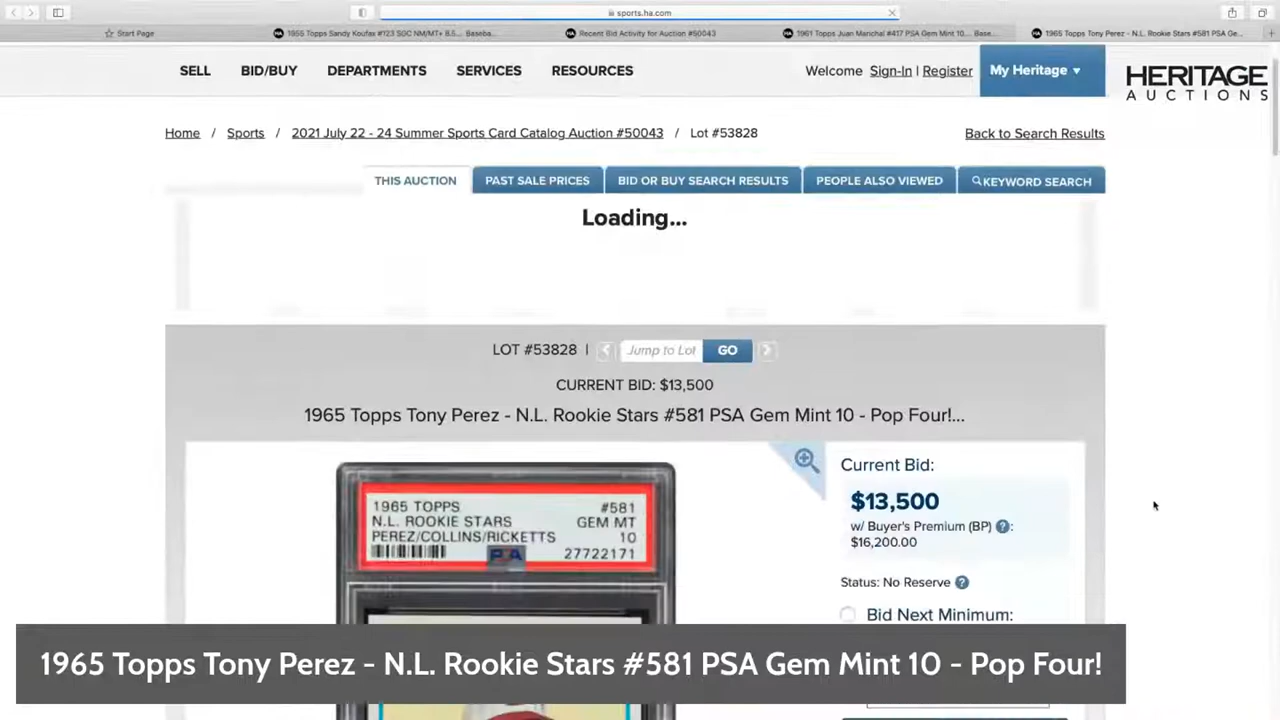 sports.ha.com
Start Page
1955 Topps Sandy Koufax #123 SGC NM/MT+ 8.5... Baseba...
Recent Bid Activity for Auction #50043
1961 Topps Juan Marichal #417 PSA Gem Mint 10... Base...
1965 Topps Tony Perez - N.L. Rookie Stars #581 PSA Ge...
SELL
BID/BUY
DEPARTMENTS
SERVICES
RESOURCES
Welcome Sign-In | Register
My Heritage ▼
HERITAGE
AUCTIONS
Home / Sports / 2021 July 22 - 24 Summer Sports Card Catalog Auction #50043 / Lot #53828
Back to Search Results
THIS AUCTION
PAST SALE PRICES
BID OR BUY SEARCH RESULTS
PEOPLE ALSO VIEWED
KEYWORD SEARCH
Loading...
LOT #53828 |
Jump to Lot
GO
CURRENT BID: $13,500
1965 Topps Tony Perez - N.L. Rookie Stars #581 PSA Gem Mint 10 - Pop Four!...
1965 TOPPS #581
N.L. ROOKIE STARS GEM MT
PEREZ/COLLINS/RICKETTS 10
PSA 27722171
Current Bid:
$13,500
w/ Buyer's Premium (BP) ?:
$16,200.00
Status: No Reserve ?
Bid Next Minimum:
1965 Topps Tony Perez - N.L. Rookie Stars #581 PSA Gem Mint 10 - Pop Four!